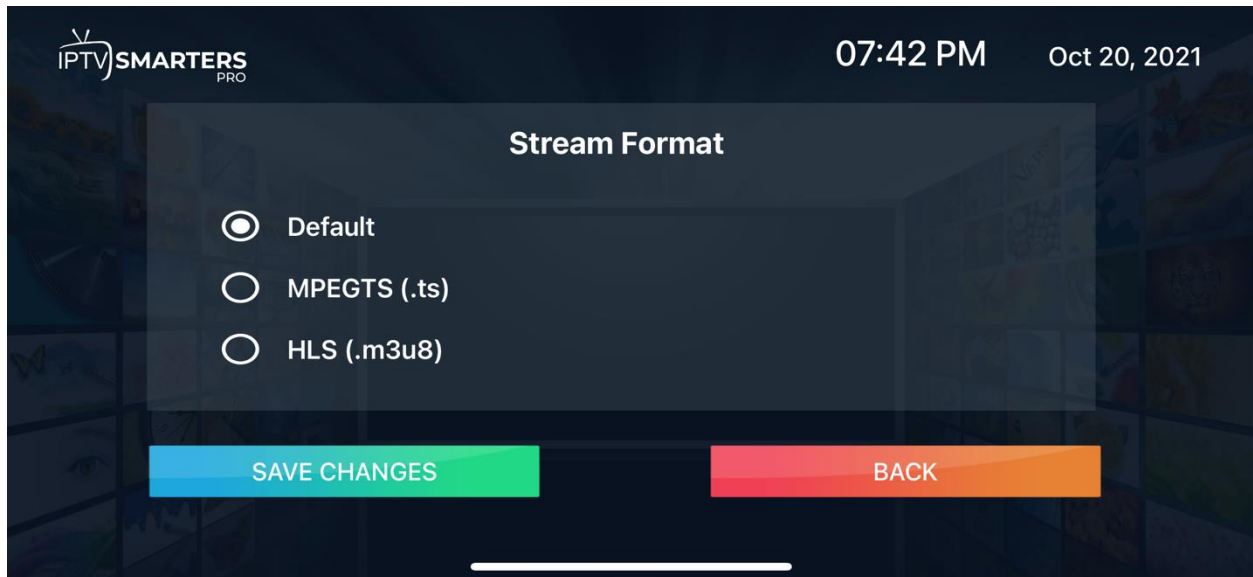 IPTV SMARTERS
PRO
07:42 PM
Oct 20, 2021
Stream Format
Default
MPEGTS (.ts)
HLS (.m3u8)
SAVE CHANGES
BACK